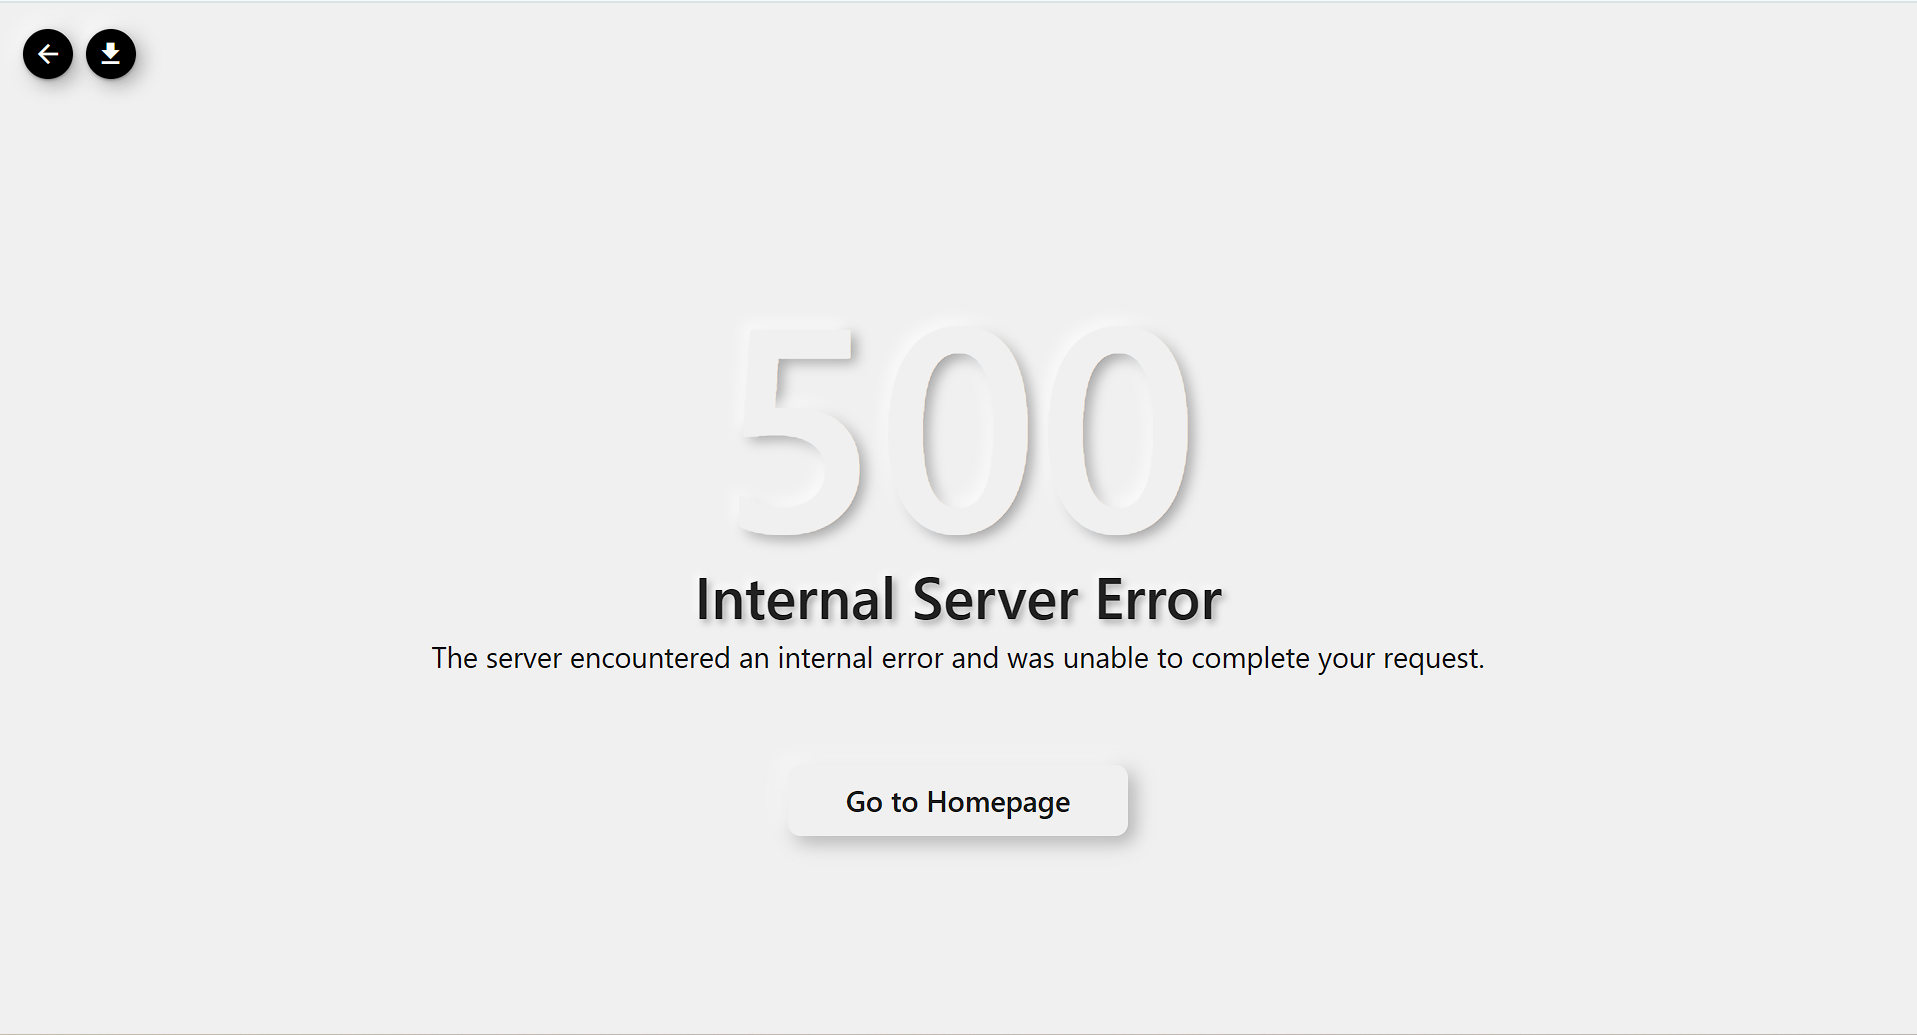 500
Internal Server Error
The server encountered an internal error and was unable to complete your request.
Go to Homepage